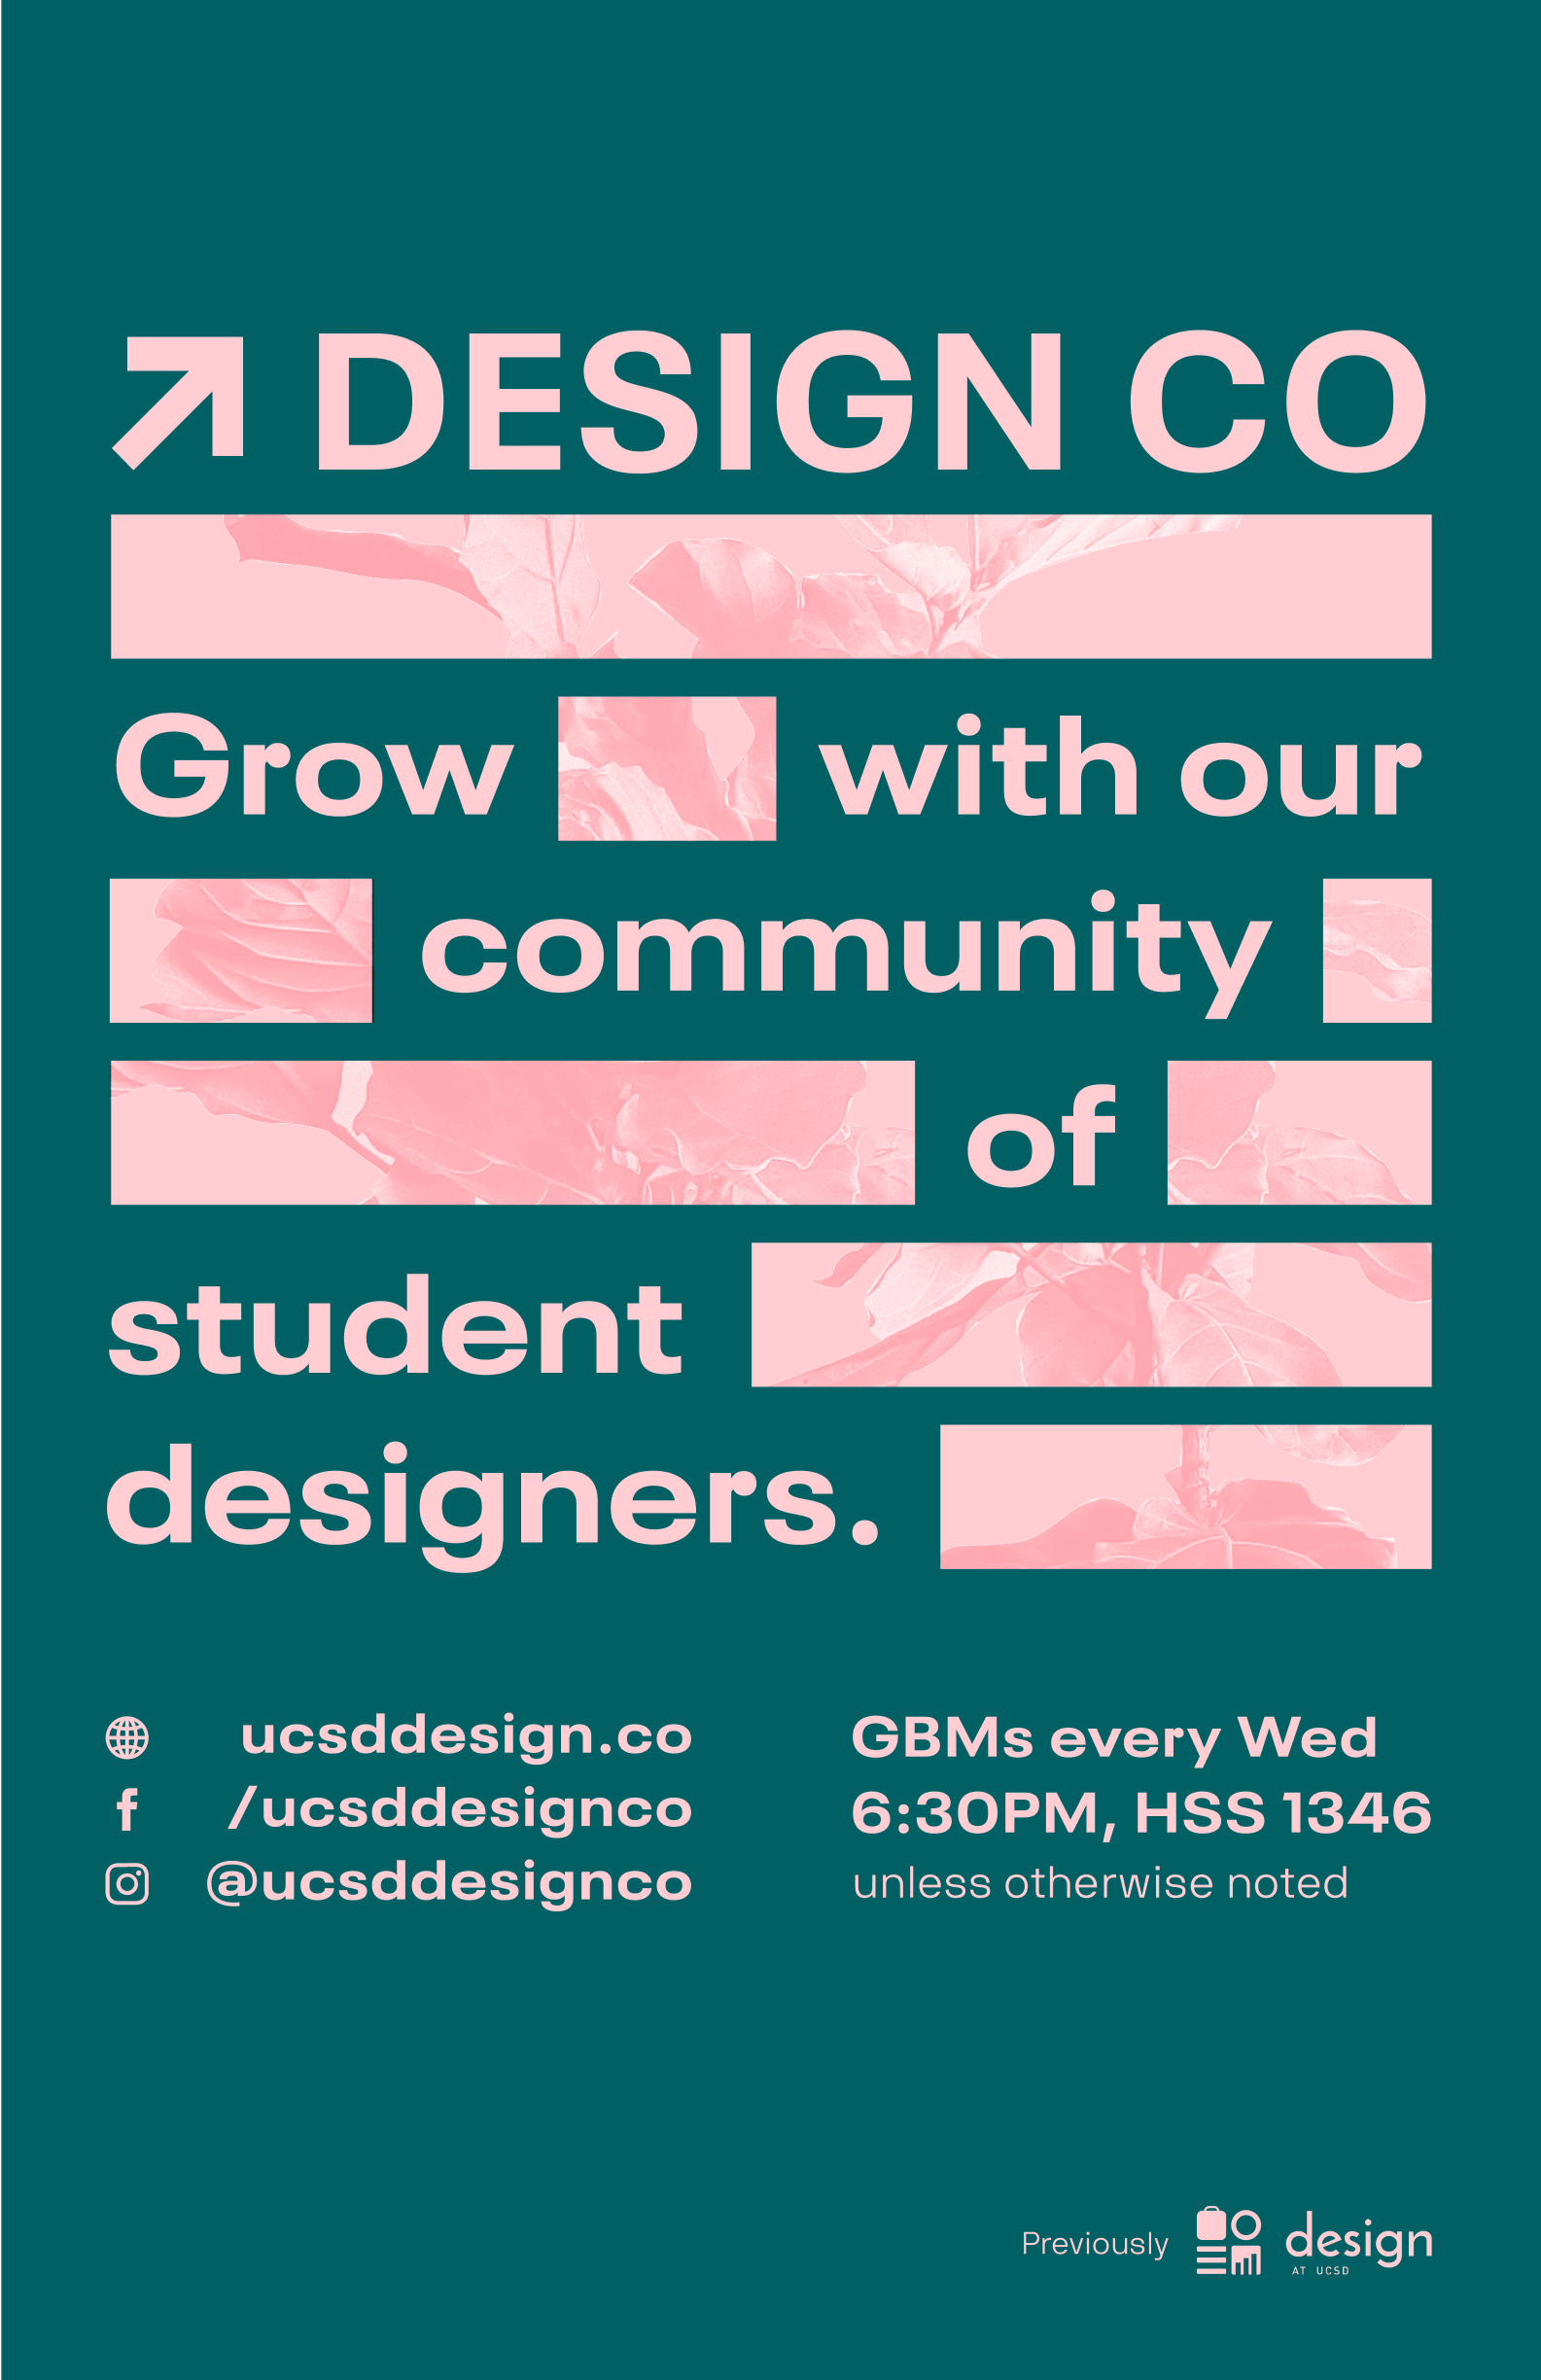 DESIGN CO
Grow with our
community
of
student
designers.
ucsddesign.co
/ucsddesignco
@ucsddesignco
GBMs every Wed
6:30PM, HSS 1346
unless otherwise noted
Previously
design
AT UCSD